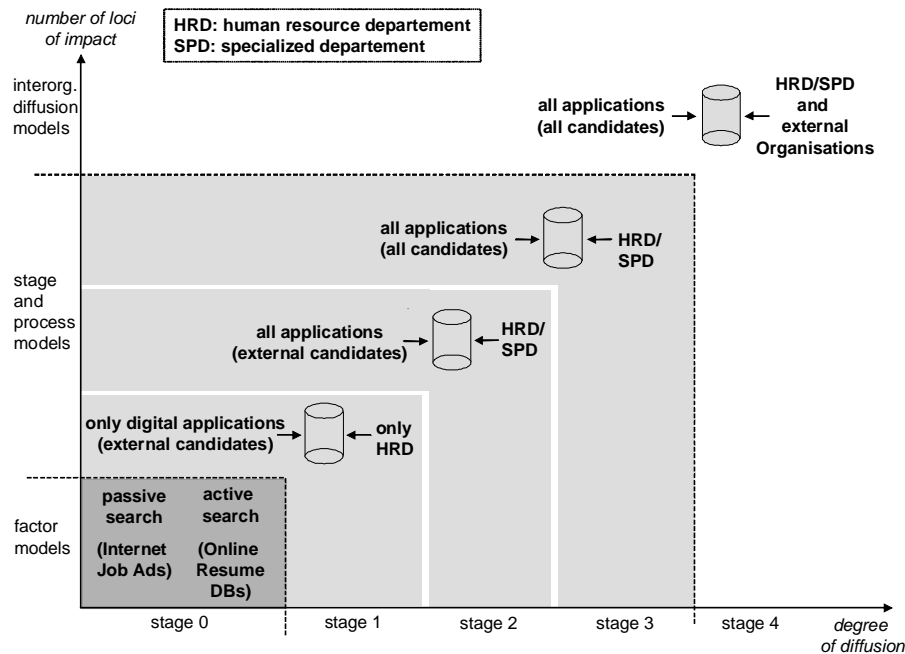 number of loci
of impact
HRD: human resource departement
SPD: specialized departement
interorg.
diffusion
models
all applications
(all candidates)
HRD/SPD
and
external
Organisations
all applications
(all candidates)
HRD/
SPD
stage
and
process
models
all applications
(external candidates)
HRD/
SPD
only digital applications
(external candidates)
only
HRD
factor
models
passive
search
(Internet
Job Ads)
active
search
(Online
Resume
DBs)
stage 0
stage 1
stage 2
stage 3
stage 4
degree
of diffusion